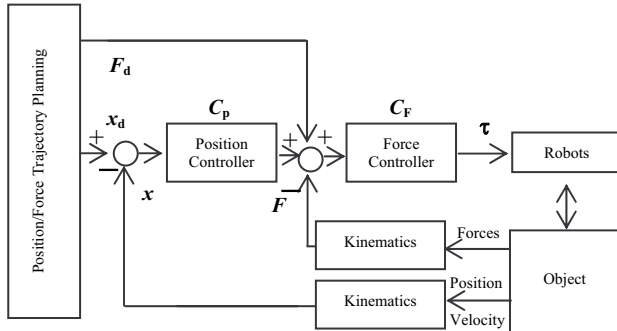 Position/Force Trajectory Planning
F_d
x_d
+
−
x
C_p
Position
Controller
+
+
−
F
C_F
Force
Controller
τ
Robots
Kinematics
Forces
Kinematics
Position
Velocity
Object